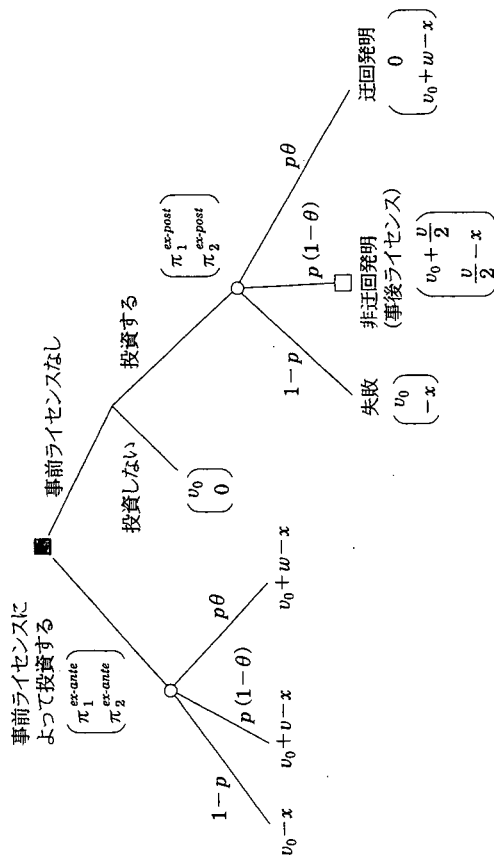 事前ライセンスに
よって投資する
( π₁^{ex-ante}
π₂^{ex-ante} )
1−p
p (1−θ)
pθ
v₀−x
v₀+v−x
v₀+w−x
事前ライセンスなし
投資しない
( v₀
0 )
投資する
( π₁^{ex-post}
π₂^{ex-post} )
1−p
p (1−θ)
pθ
失敗
( v₀
−x )
非迂回発明
(事後ライセンス)
( v₀+v/2
v/2−x )
迂回発明
( 0
v₀+w−x )